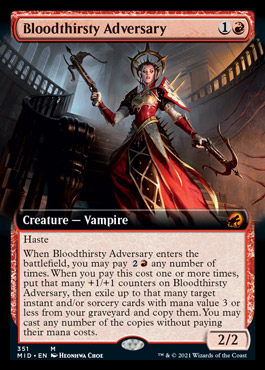 Bloodthirsty Adversary 1
Creature — Vampire
Haste
When Bloodthirsty Adversary enters the
battlefield, you may pay 2 any number of
times. When you pay this cost one or more times,
put that many +1/+1 counters on Bloodthirsty
Adversary, then exile up to that many target
instant and/or sorcery cards with mana value 3 or
less from your graveyard and copy them. You may
cast any number of the copies without paying
their mana costs.
2/2
351 M
MID • EN HEONHWA CHOE
™ & © 2021 Wizards of the Coast